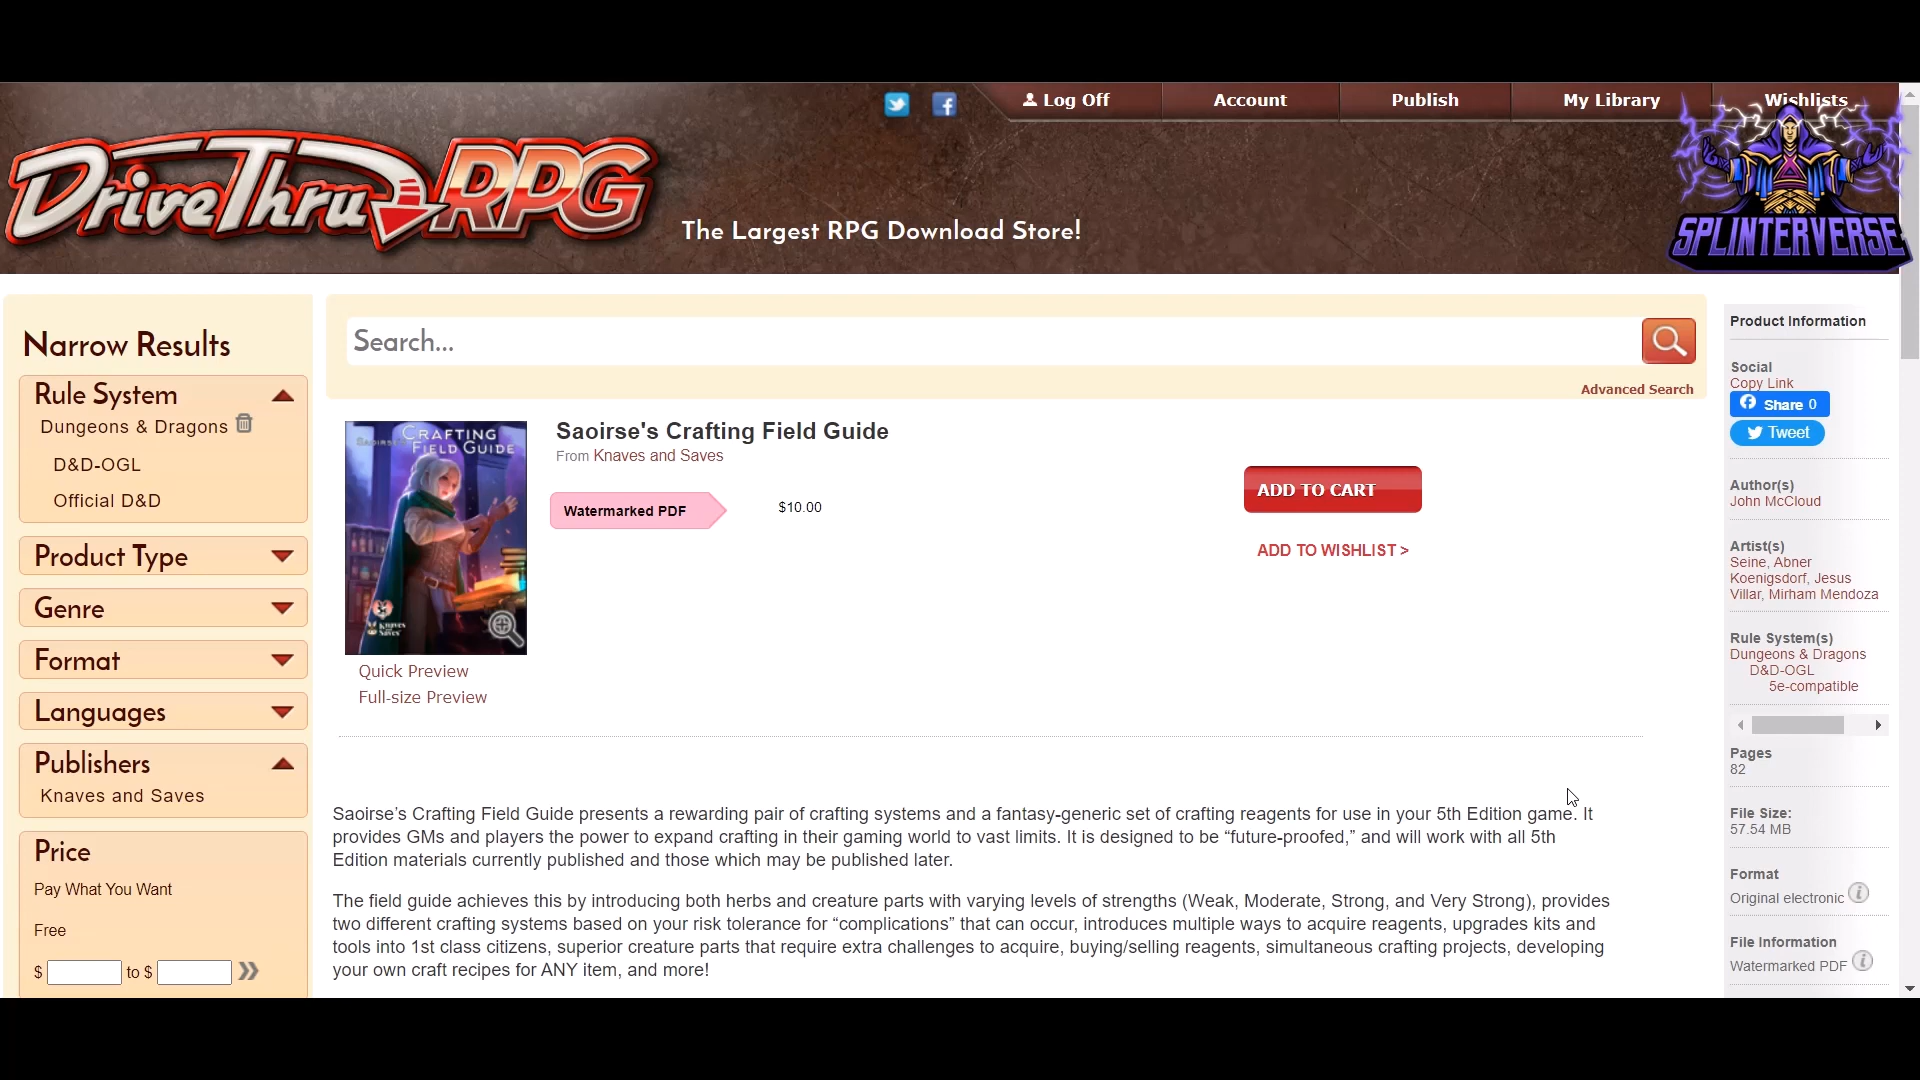 Log Off
Account
Publish
My Library
Wishlists
DriveThruRPG
The Largest RPG Download Store!
SPLINTERVERSE
Narrow Results
Rule System
Dungeons & Dragons
D&D-OGL
Official D&D
Product Type
Genre
Format
Languages
Publishers
Knaves and Saves
Price
Pay What You Want
Free
$ to $
Search...
Advanced Search
SAOIRSE'S CRAFTING
FIELD GUIDE
Knaves
and Saves
Quick Preview
Full-size Preview
Saoirse's Crafting Field Guide
From Knaves and Saves
Watermarked PDF
$10.00
ADD TO CART
ADD TO WISHLIST >
Saoirse’s Crafting Field Guide presents a rewarding pair of crafting systems and a fantasy-generic set of crafting reagents for use in your 5th Edition game. It
provides GMs and players the power to expand crafting in their gaming world to vast limits. It is designed to be “future-proofed,” and will work with all 5th
Edition materials currently published and those which may be published later.
The field guide achieves this by introducing both herbs and creature parts with varying levels of strengths (Weak, Moderate, Strong, and Very Strong), provides
two different crafting systems based on your risk tolerance for “complications” that can occur, introduces multiple ways to acquire reagents, upgrades kits and
tools into 1st class citizens, superior creature parts that require extra challenges to acquire, buying/selling reagents, simultaneous crafting projects, developing
your own craft recipes for ANY item, and more!
Product Information
Social
Copy Link
Share 0
Tweet
Author(s)
John McCloud
Artist(s)
Seine, Abner
Koenigsdorf, Jesus
Villar, Mirham Mendoza
Rule System(s)
Dungeons & Dragons
D&D-OGL
5e-compatible
Pages
82
File Size:
57.54 MB
Format
Original electronic
File Information
Watermarked PDF